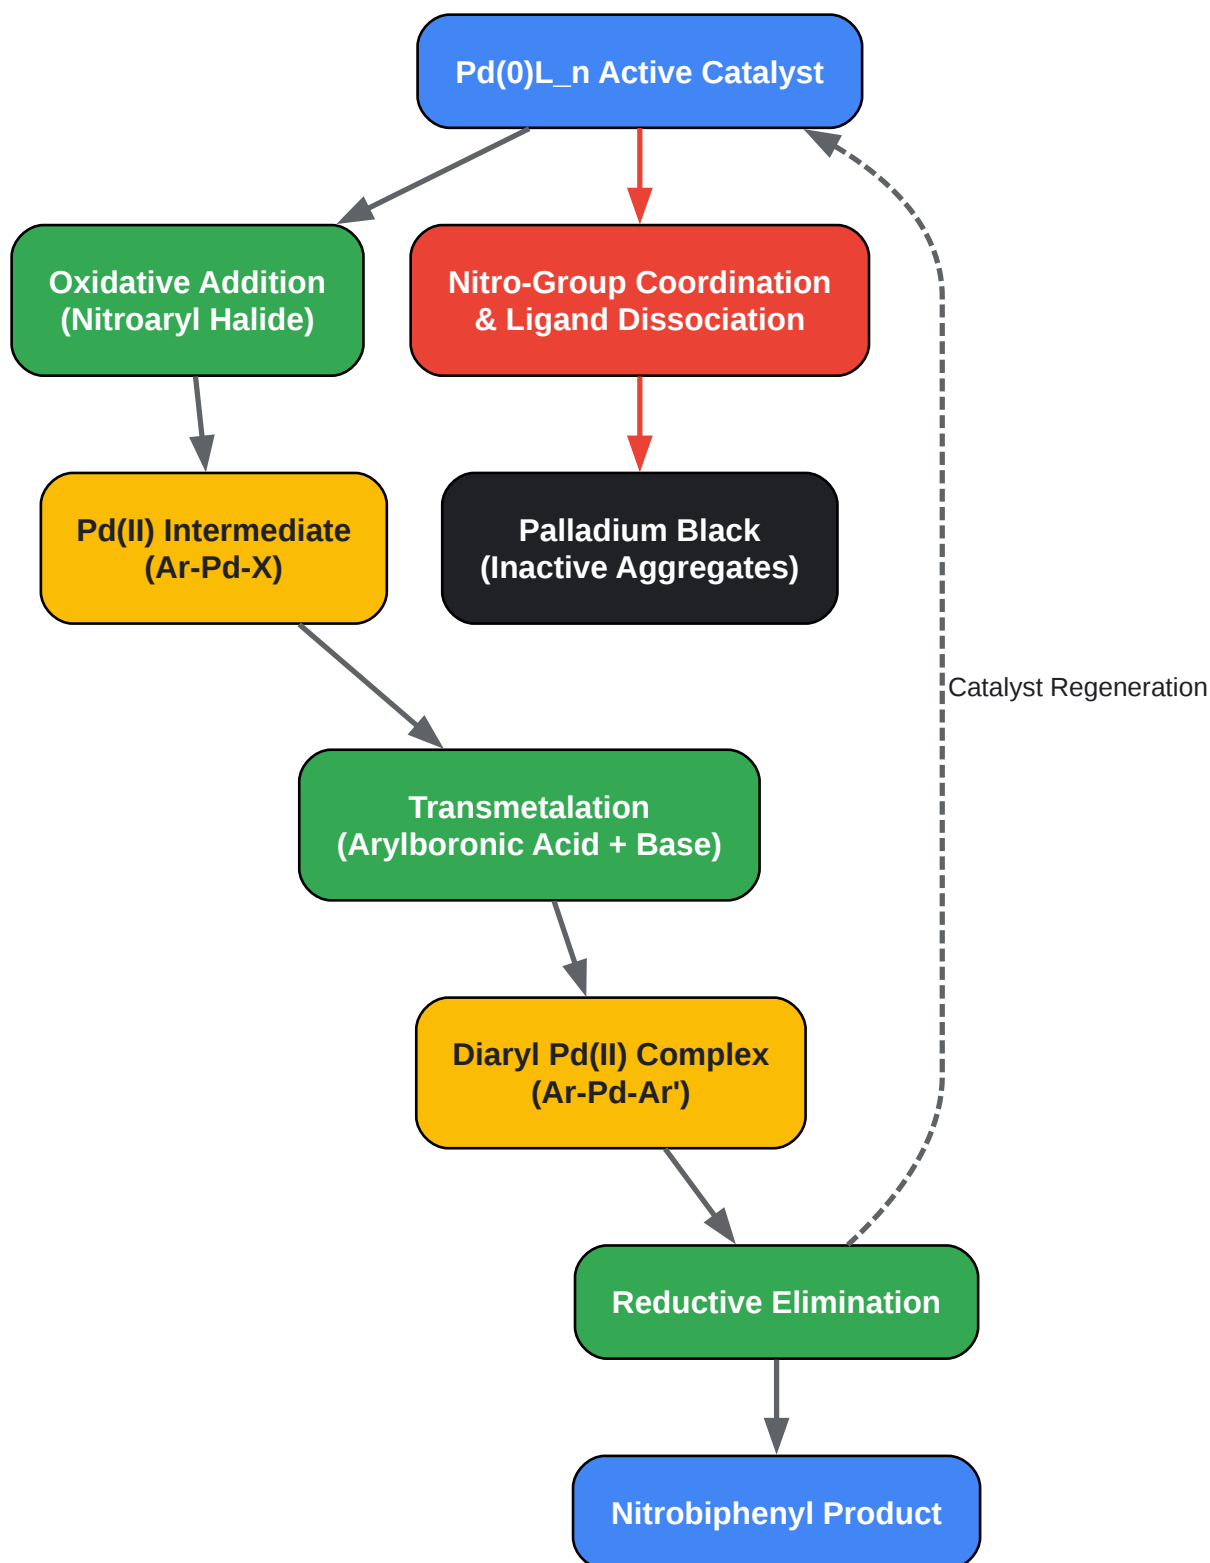 Pd(0)L_n Active Catalyst
Oxidative Addition
(Nitroaryl Halide)
Nitro-Group Coordination
& Ligand Dissociation
Pd(II) Intermediate
(Ar-Pd-X)
Palladium Black
(Inactive Aggregates)
Catalyst Regeneration
Transmetalation
(Arylboronic Acid + Base)
Diaryl Pd(II) Complex
(Ar-Pd-Ar')
Reductive Elimination
Nitrobiphenyl Product